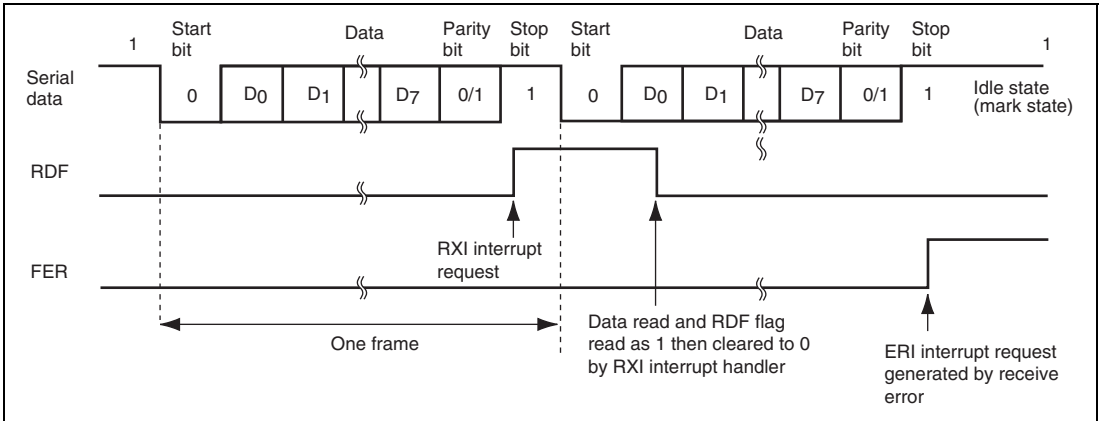 1 Start bit Data Parity bit Stop bit Start bit Data Parity bit Stop bit 1
Serial data 0 D0 D1 D7 0/1 1 0 D0 D1 D7 0/1 1 Idle state (mark state)
RDF
RXI interrupt request
FER
One frame
Data read and RDF flag
read as 1 then cleared to 0
by RXI interrupt handler
ERI interrupt request
generated by receive
error